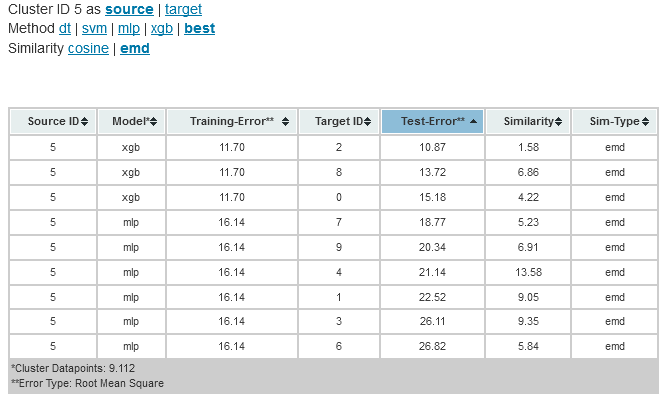 Cluster ID 5 as source | target
Method dt | svm | mlp | xgb | best
Similarity cosine | emd
Source ID Model* Training-Error** Target ID Test-Error** Similarity Sim-Type
5 xgb 11.70 2 10.87 1.58 emd
5 xgb 11.70 8 13.72 6.86 emd
5 xgb 11.70 0 15.18 4.22 emd
5 mlp 16.14 7 18.77 5.23 emd
5 mlp 16.14 9 20.34 6.91 emd
5 mlp 16.14 4 21.14 13.58 emd
5 mlp 16.14 1 22.52 9.05 emd
5 mlp 16.14 3 26.11 9.35 emd
5 mlp 16.14 6 26.82 5.84 emd
*Cluster Datapoints: 9.112
**Error Type: Root Mean Square